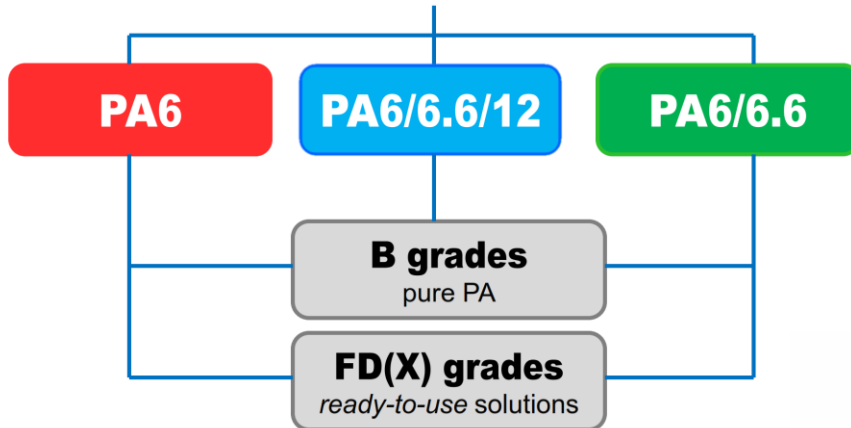 PA6
PA6/6.6/12
PA6/6.6
B grades
pure PA
FD(X) grades
ready-to-use solutions